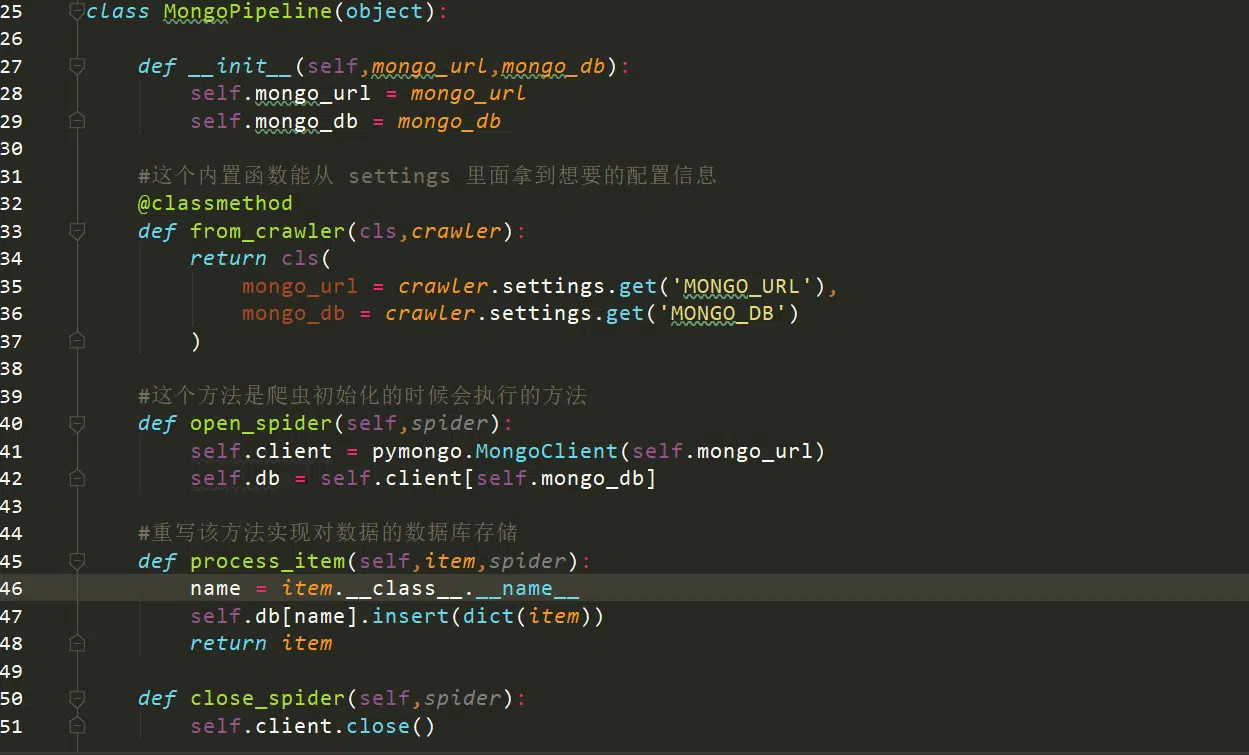 25 class MongoPipeline(object):
26
27     def __init__(self,mongo_url,mongo_db):
28         self.mongo_url = mongo_url
29         self.mongo_db = mongo_db
30
31     #这个内置函数能从 settings 里面拿到想要的配置信息
32     @classmethod
33     def from_crawler(cls,crawler):
34         return cls(
35             mongo_url = crawler.settings.get('MONGO_URL'),
36             mongo_db = crawler.settings.get('MONGO_DB')
37         )
38
39     #这个方法是爬虫初始化的时候会执行的方法
40     def open_spider(self,spider):
41         self.client = pymongo.MongoClient(self.mongo_url)
42         self.db = self.client[self.mongo_db]
43
44     #重写该方法实现对数据的数据库存储
45     def process_item(self,item,spider):
46         name = item.__class__.__name__
47         self.db[name].insert(dict(item))
48         return item
49
50     def close_spider(self,spider):
51         self.client.close()